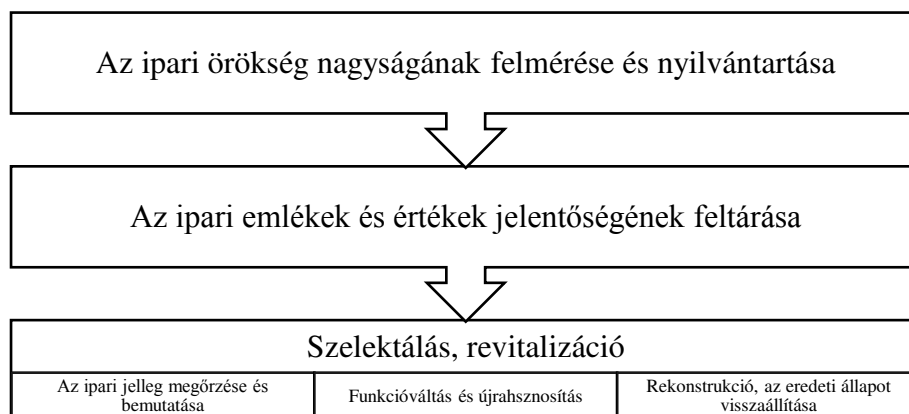 Az ipari örökség nagyságának felmérése és nyilvántartása
Az ipari emlékek és értékek jelentőségének feltárása
Szelektálás, revitalizáció
Az ipari jelleg megőrzése és
bemutatása
Funkcióváltás és újrahsznosítás
Rekonstrukció, az eredeti állapot
visszaállítása